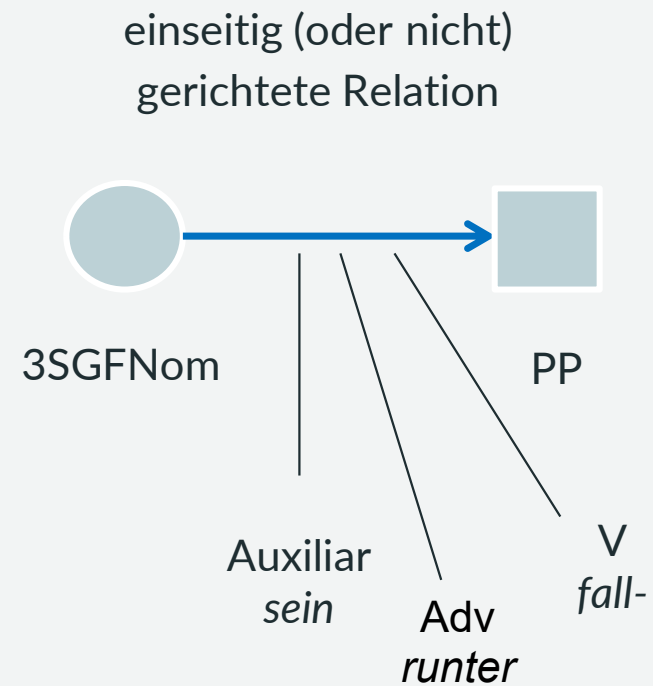 einseitig (oder nicht)
gerichtete Relation
3SGFNom
PP
Auxiliar
sein
Adv
runter
V
fall-